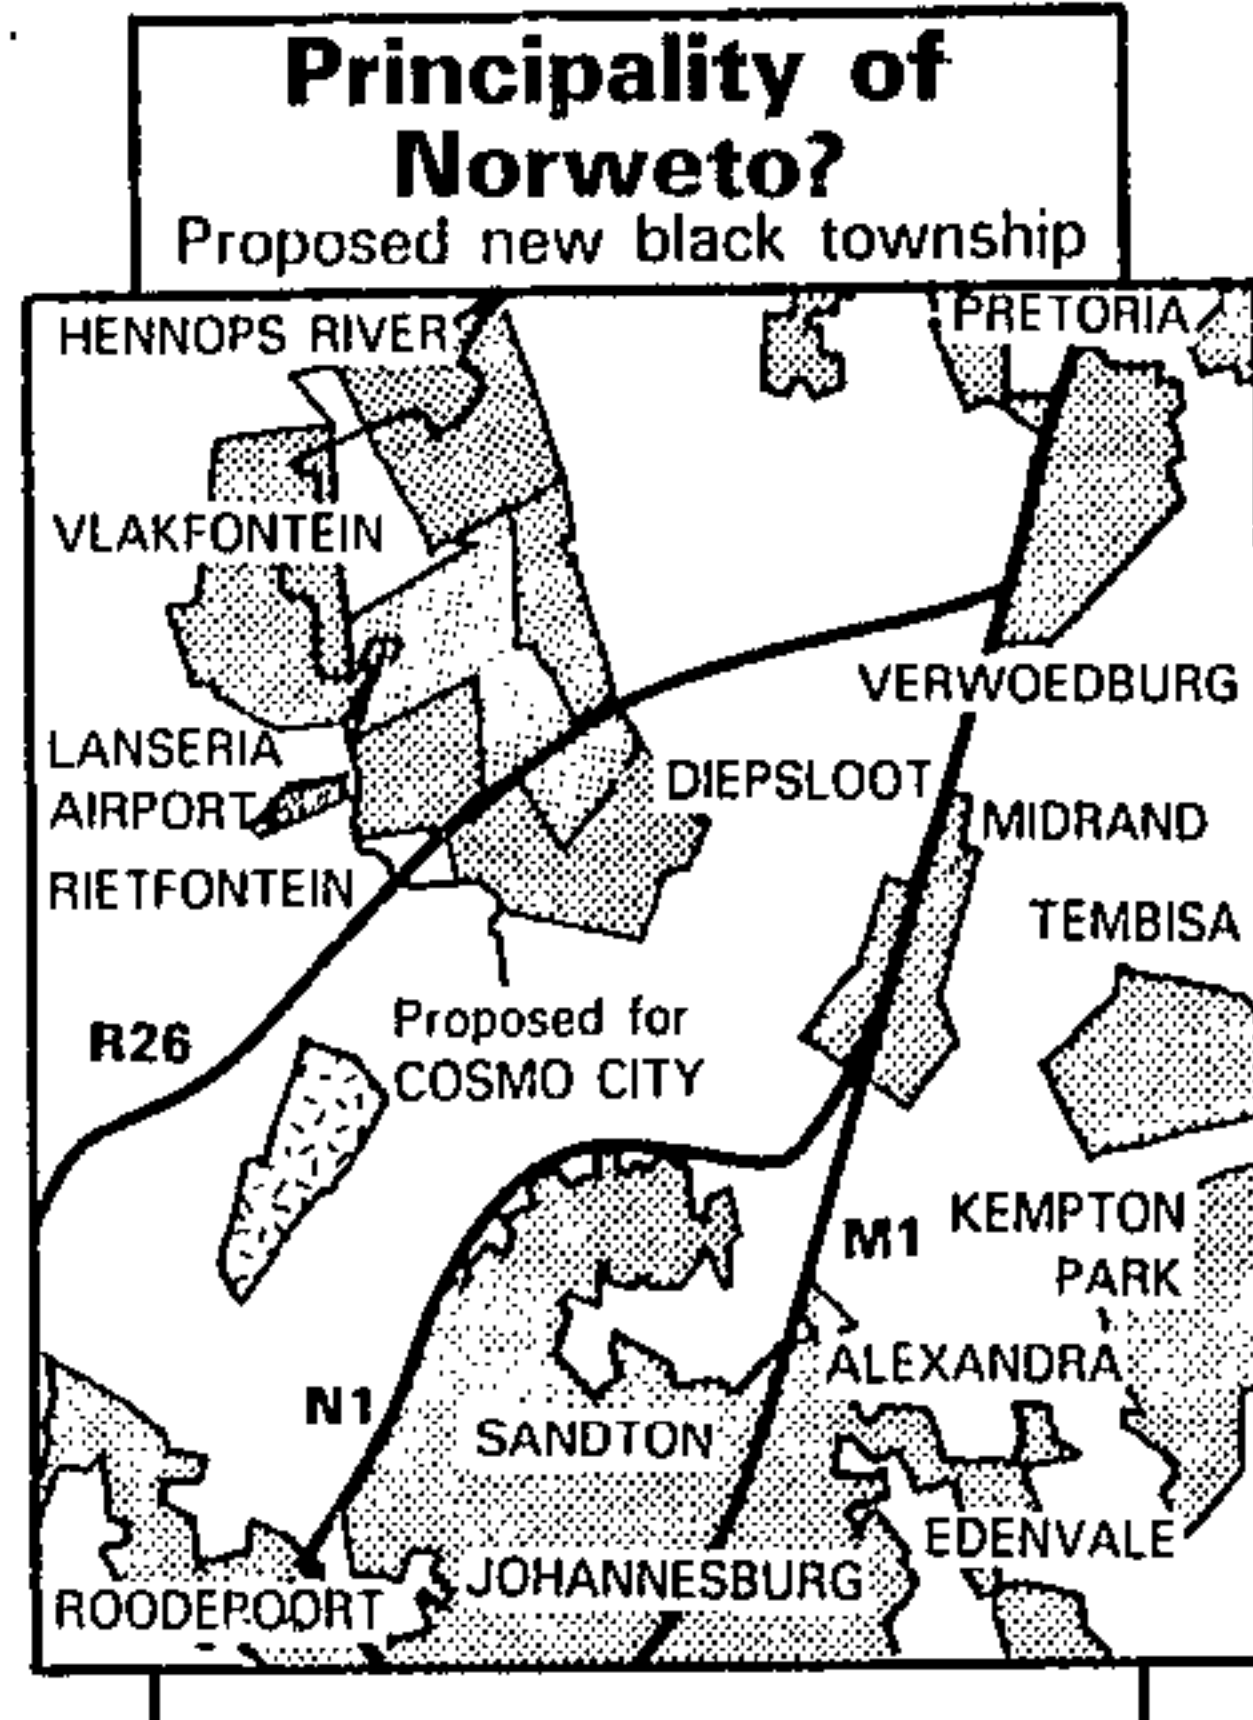 Principality of
Norweto?
Proposed new black township
HENNOPS RIVER
PRETORIA
VLAKFONTEIN
VERWOEDBURG
LANSERIA
AIRPORT
DIEPSLOOT
MIDRAND
RIETFONTEIN
TEMBISA
R26
Proposed for
COSMO CITY
M1
KEMPTON
PARK
ALEXANDRA
N1
SANDTON
EDENVALE
JOHANNESBURG
ROODEPOORT